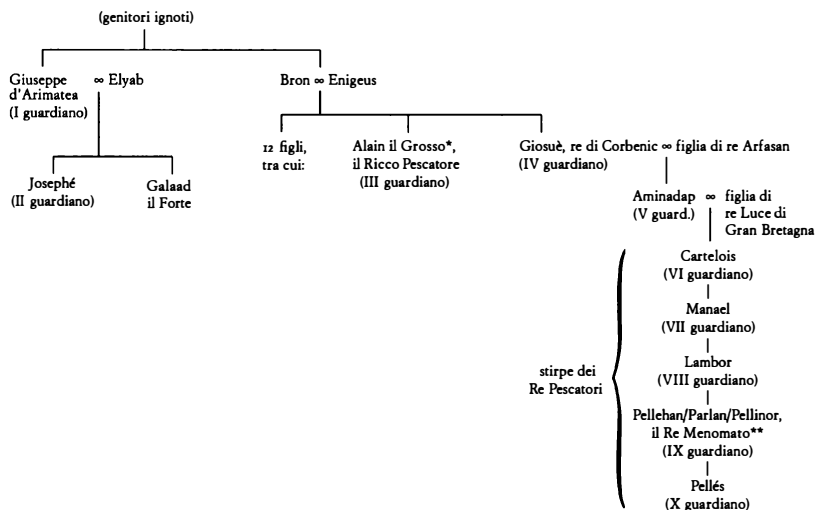 (genitori ignoti)
Giuseppe ∞ Elyab
d'Arimatea
(I guardiano)
Bron ∞ Enigeus
12 figli,
tra cui:
Alain il Grosso*,
il Ricco Pescatore
(III guardiano)
Giosuè, re di Corbenic ∞ figlia di re Arfasan
(IV guardiano)
Josephé
(II guardiano)
Galaad
il Forte
Aminadap ∞ figlia di
(V guard.) re Luce di
Gran Bretagna
Cartelois
(VI guardiano)
Manael
(VII guardiano)
Lambor
(VIII guardiano)
stirpe dei
Re Pescatori
Pellehan/Parlan/Pellinor,
il Re Menomato**
(IX guardiano)
Pellés
(X guardiano)